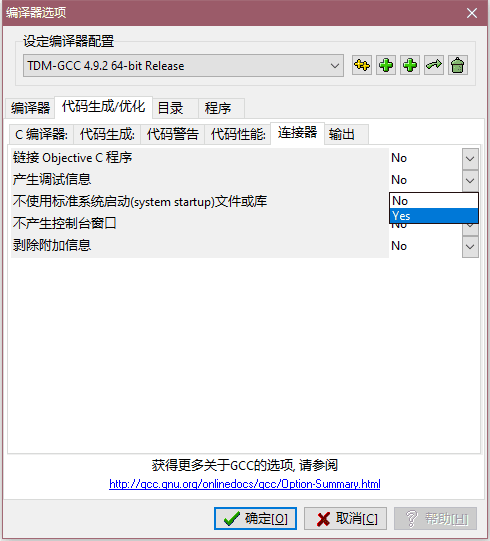 编译器选项
设定编译器配置
TDM-GCC 4.9.2 64-bit Release
编译器 代码生成/优化 目录 程序
C 编译器: 代码生成: 代码警告 代码性能: 连接器 输出
链接 Objective C 程序 No
产生调试信息 No
不使用标准系统启动(system startup)文件或库 No
Yes
不产生控制台窗口 No
剥除附加信息 No
获得更多关于GCC的选项, 请参阅
http://gcc.gnu.org/onlinedocs/gcc/Option-Summary.html
确定[O] 取消[C] 帮助[H]